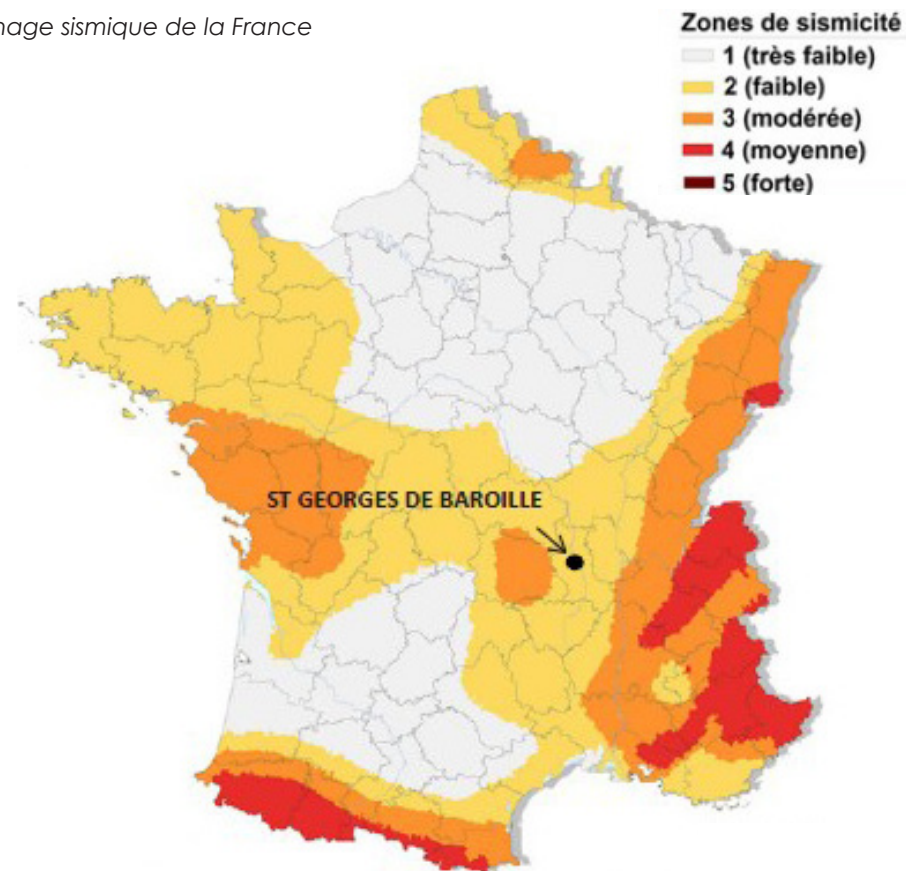 sismique de la France
Zones de sismicité
1 (très faible)
2 (faible)
3 (modérée)
4 (moyenne)
5 (forte)
ST GEORGES DE BAROILLE